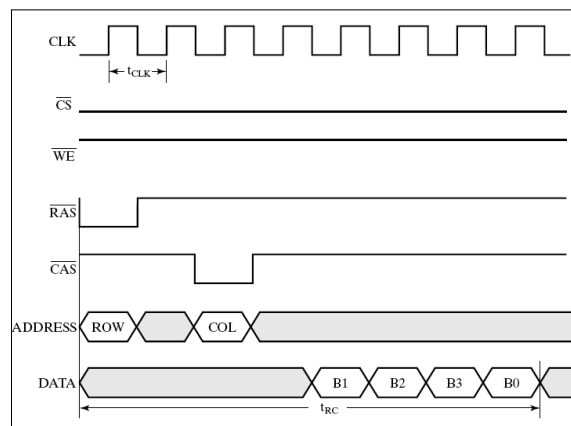 CLK
tCLK
CS
WE
RAS
CAS
ADDRESS ROW COL
DATA B1 B2 B3 B0
tRC